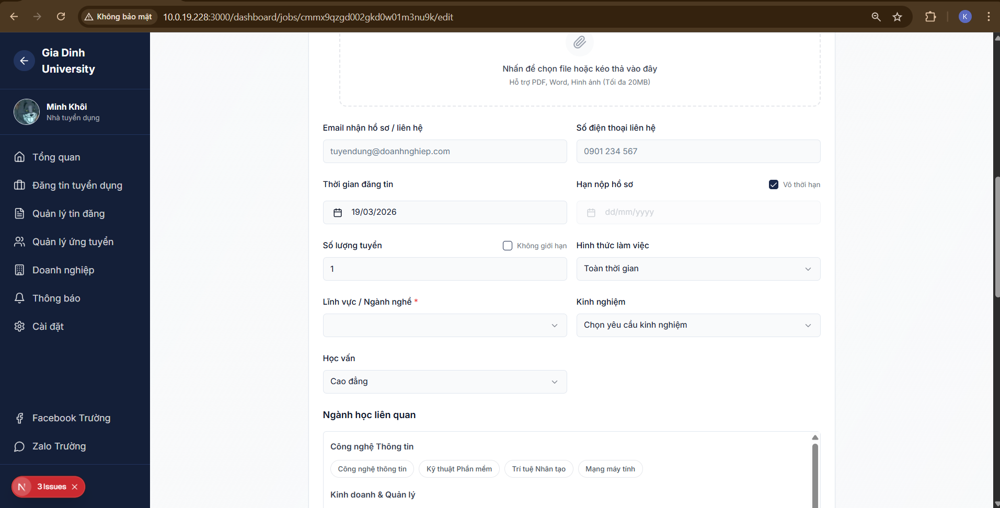 Không bảo mật
10.0.19.228:3000/dashboard/jobs/cmmx9qzgd002gkd0w01m3nu9k/edit
K
Gia Dinh
University
Minh Khôi
Nhà tuyển dụng
Tổng quan
Đăng tin tuyển dụng
Quản lý tin đăng
Quản lý ứng tuyển
Doanh nghiệp
Thông báo
Cài đặt
Facebook Trường
Zalo Trường
N 3 Issues
Nhấn để chọn file hoặc kéo thả vào đây
Hỗ trợ PDF, Word, Hình ảnh (Tối đa 20MB)
Email nhận hồ sơ / liên hệ
tuyendung@doanhnghiep.com
Số điện thoại liên hệ
0901 234 567
Thời gian đăng tin
19/03/2026
Hạn nộp hồ sơ
Vô thời hạn
dd/mm/yyyy
Số lượng tuyển
Không giới hạn
1
Hình thức làm việc
Toàn thời gian
Lĩnh vực / Ngành nghề *
Kinh nghiệm
Chọn yêu cầu kinh nghiệm
Học vấn
Cao đẳng
Ngành học liên quan
Công nghệ Thông tin
Công nghệ thông tin
Kỹ thuật Phần mềm
Trí tuệ Nhân tạo
Mạng máy tính
Kinh doanh & Quản lý